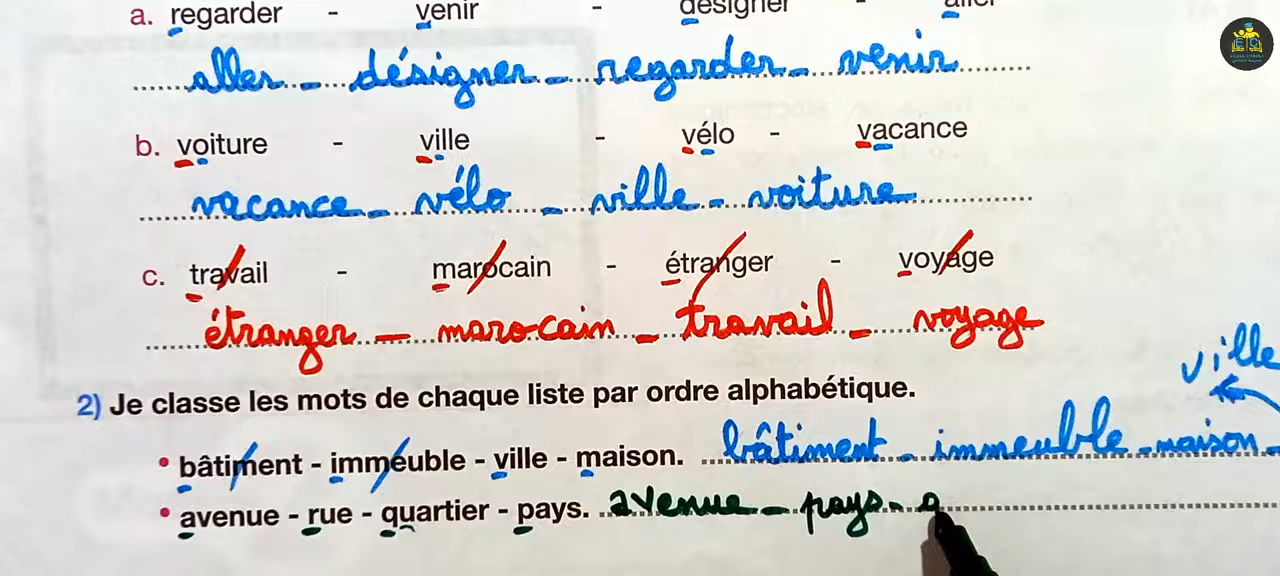 a. regarder - venir - designer - aller
aller - désigner - regarder - venir
b. voiture - ville - vélo - vacance
vacance - vélo - ville - voiture
c. travail - marocain - étranger - voyage
étranger - marocain - travail - voyage
2) Je classe les mots de chaque liste par ordre alphabétique.
ville
• bâtiment - immeuble - ville - maison. bâtiment - immeuble - maison -
• avenue - rue - quartier - pays. avenue - pays - q